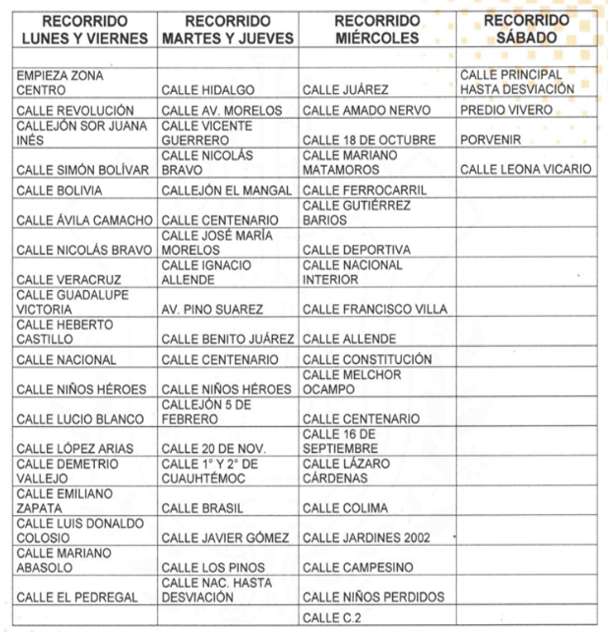 RECORRIDO LUNES Y VIERNES | RECORRIDO MARTES Y JUEVES | RECORRIDO MIÉRCOLES | RECORRIDO SÁBADO
EMPIEZA ZONA CENTRO | CALLE HIDALGO | CALLE JUÁREZ | CALLE PRINCIPAL HASTA DESVIACIÓN
CALLE REVOLUCIÓN | CALLE AV. MORELOS | CALLE AMADO NERVO | PREDIO VIVERO
CALLEJÓN SOR JUANA INÉS | CALLE VICENTE GUERRERO | CALLE 18 DE OCTUBRE | PORVENIR
CALLE SIMÓN BOLÍVAR | CALLE NICOLÁS BRAVO | CALLE MARIANO MATAMOROS | CALLE LEONA VICARIO
CALLE BOLIVIA | CALLEJÓN EL MANGAL | CALLE FERROCARRIL
CALLE ÁVILA CAMACHO | CALLE CENTENARIO | CALLE GUTIÉRREZ BARIOS
CALLE NICOLÁS BRAVO | CALLE JOSÉ MARÍA MORELOS | CALLE DEPORTIVA
CALLE VERACRUZ | CALLE IGNACIO ALLENDE | CALLE NACIONAL INTERIOR
CALLE GUADALUPE VICTORIA | AV. PINO SUAREZ | CALLE FRANCISCO VILLA
CALLE HEBERTO CASTILLO | CALLE BENITO JUÁREZ | CALLE ALLENDE
CALLE NACIONAL | CALLE CENTENARIO | CALLE CONSTITUCIÓN
CALLE NIÑOS HÉROES | CALLE NIÑOS HÉROES | CALLE MELCHOR OCAMPO
CALLE LUCIO BLANCO | CALLEJÓN 5 DE FEBRERO | CALLE CENTENARIO
CALLE LÓPEZ ARIAS | CALLE 20 DE NOV. | CALLE 16 DE SEPTIEMBRE
CALLE DEMETRIO VALLEJO | CALLE 1° Y 2° DE CUAUHTÉMOC | CALLE LÁZARO CÁRDENAS
CALLE EMILIANO ZAPATA | CALLE BRASIL | CALLE COLIMA
CALLE LUIS DONALDO COLOSIO | CALLE JAVIER GÓMEZ | CALLE JARDINES 2002
CALLE MARIANO ABASOLO | CALLE LOS PINOS | CALLE CAMPESINO
CALLE EL PEDREGAL | CALLE NAC. HASTA DESVIACIÓN | CALLE NIÑOS PERDIDOS
CALLE C.2